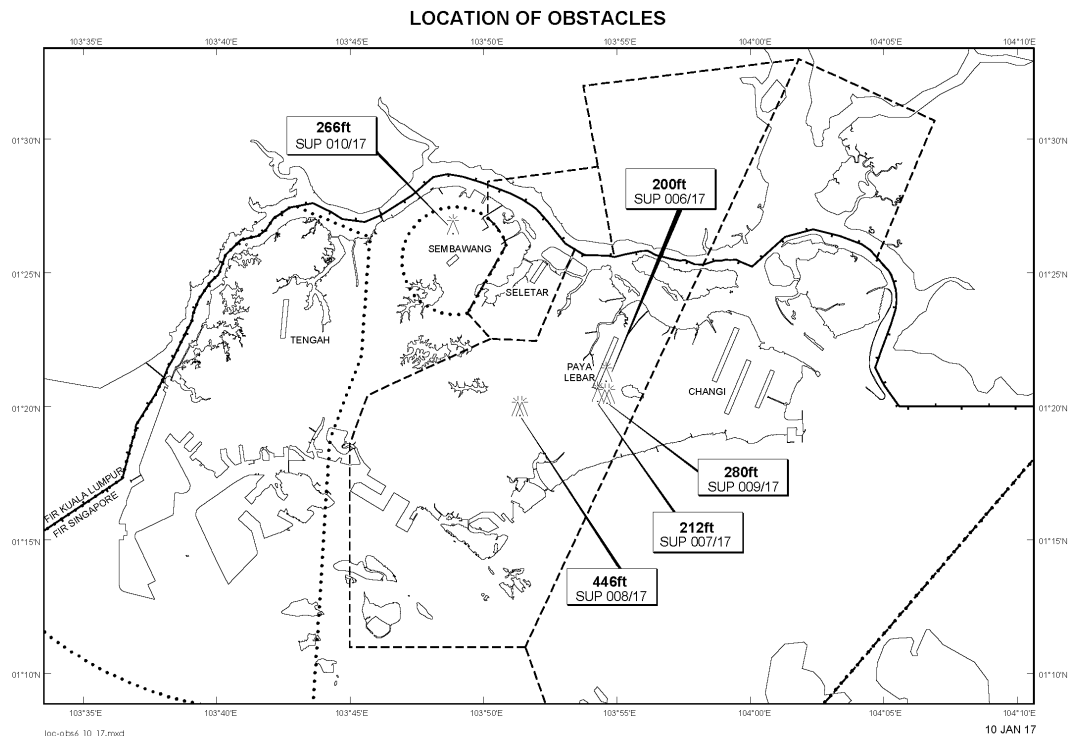 LOCATION OF OBSTACLES
103°35'E 103°40'E 103°45'E 103°50'E 103°55'E 104°00'E 104°05'E 104°10'E
266ft
SUP 010/17
01°30'N 01°30'N
200ft
SUP 006/17
SEMBAWANG
01°25'N 01°25'N
SELETAR
TENGAH
PAYA
LEBAR
CHANGI
01°20'N 01°20'N
280ft
SUP 009/17
FIR KUALA LUMPUR
FIR SINGAPORE
212ft
SUP 007/17
01°15'N 01°15'N
446ft
SUP 008/17
01°10'N 01°10'N
103°35'E 103°40'E 103°45'E 103°50'E 103°55'E 104°00'E 104°05'E 104°10'E
loc-obs6_10_17.mxd
10 JAN 17